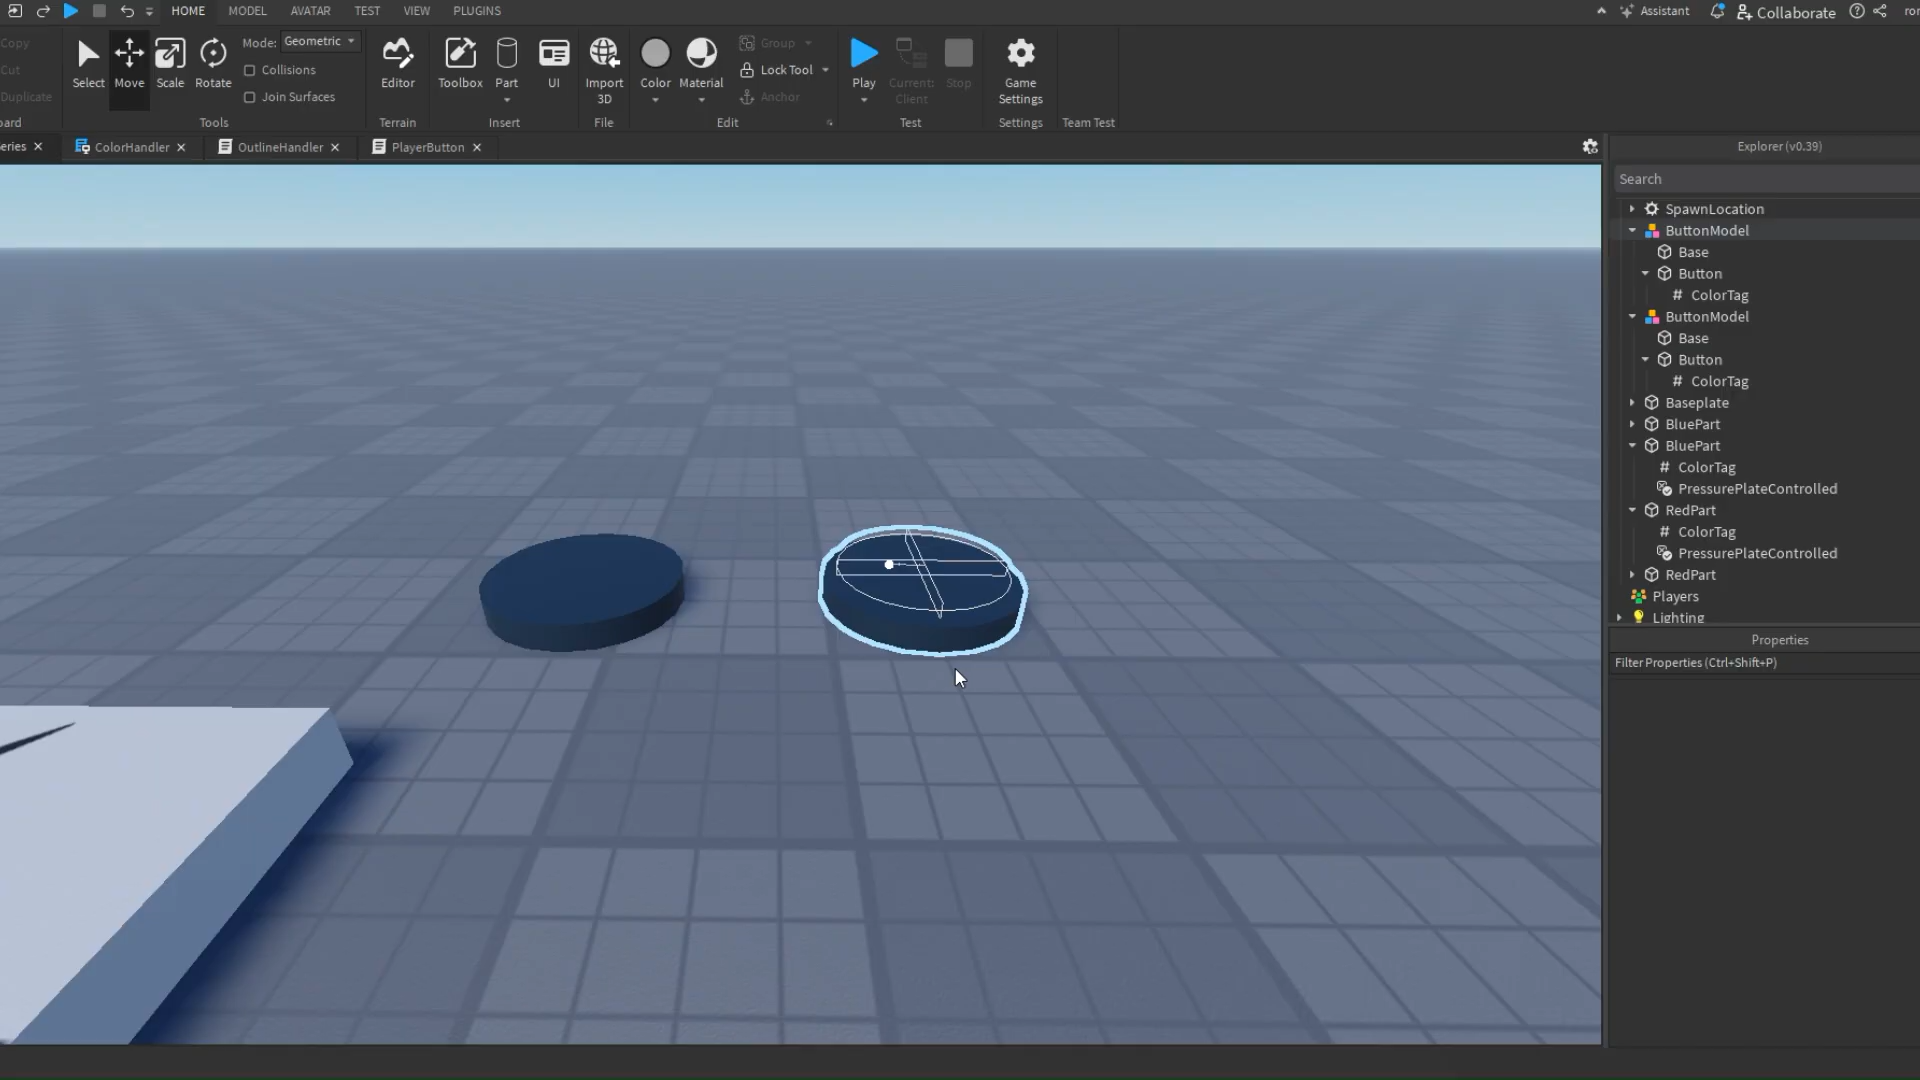 HOME MODEL AVATAR TEST VIEW PLUGINS
Assistant Collaborate
Copy
Cut
Duplicate
Select Move Scale Rotate
Mode: Geometric
Collisions
Join Surfaces
Tools
Editor
Terrain
Toolbox Part UI
Insert
Import 3D
File
Color Material
Group
Lock Tool
Anchor
Edit
Play Current: Client Stop
Test
Game Settings
Settings
Team Test
ColorHandler OutlineHandler PlayerButton
Explorer (v0.39)
Search
SpawnLocation
ButtonModel
Base
Button
# ColorTag
ButtonModel
Base
Button
# ColorTag
Baseplate
BluePart
BluePart
# ColorTag
PressurePlateControlled
RedPart
# ColorTag
PressurePlateControlled
RedPart
Players
Lighting
Properties
Filter Properties (Ctrl+Shift+P)